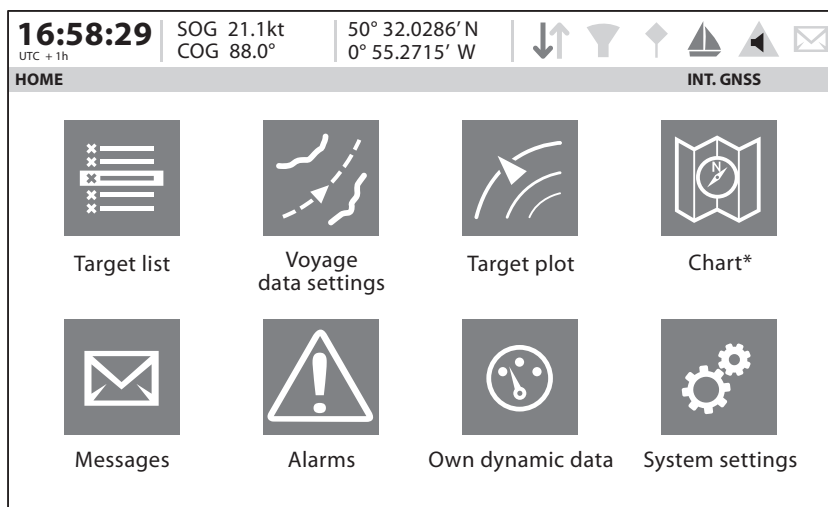 16:58:29
UTC + 1h
SOG 21.1kt
COG 88.0°
50° 32.0286′ N
0° 55.2715′ W
HOME
INT. GNSS
N
Target list
Voyage
data settings
Target plot
Chart*
Messages
Alarms
Own dynamic data
System settings